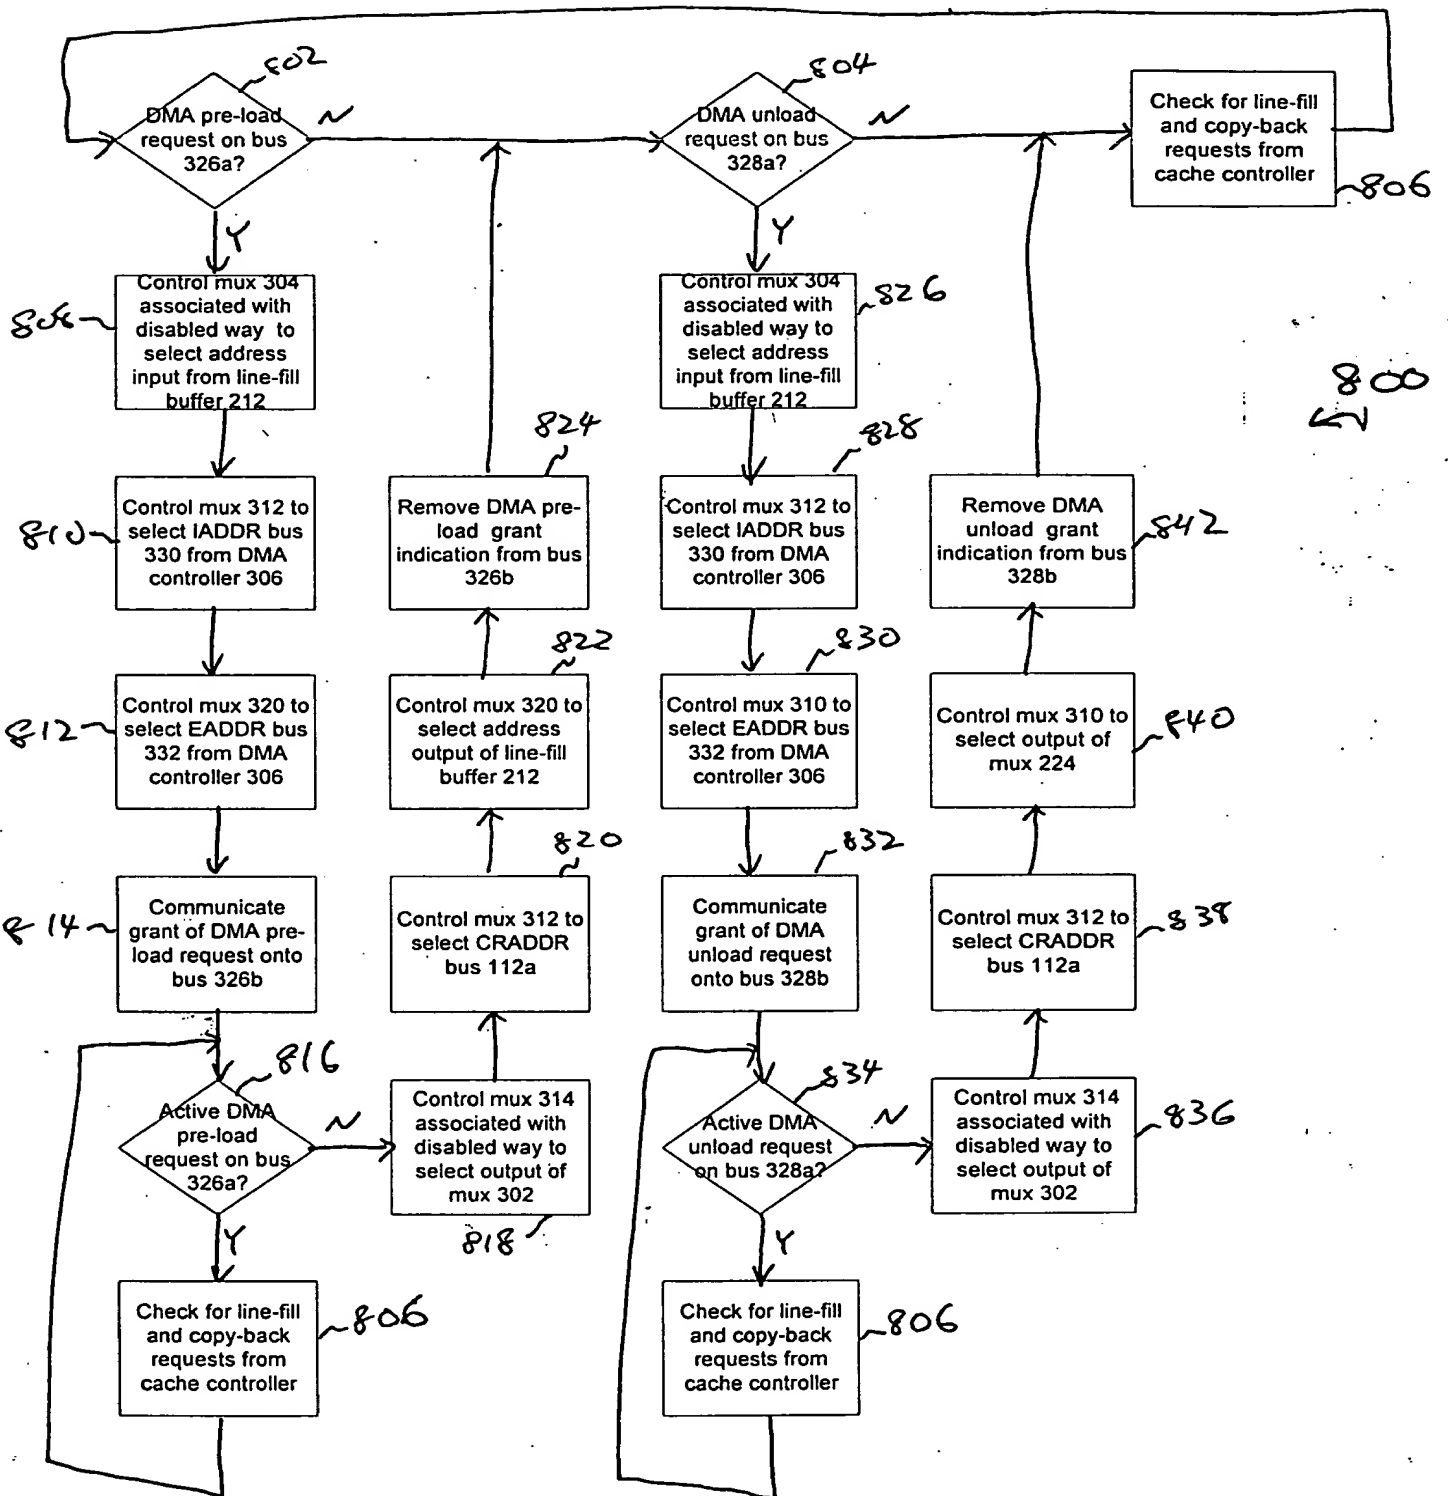 802
DMA pre-load
request on bus
326a?
N
Y
804
DMA unload
request on bus
328a?
N
Y
Check for line-fill
and copy-back
requests from
cache controller
806
800
808
Control mux 304
associated with
disabled way to
select address
input from line-fill
buffer 212
826
Control mux 304
associated with
disabled way to
select address
input from line-fill
buffer 212
810
Control mux 312 to
select IADDR bus
330 from DMA
controller 306
824
Remove DMA pre-
load grant
indication from bus
326b
828
Control mux 312 to
select IADDR bus
330 from DMA
controller 306
842
Remove DMA
unload grant
indication from bus
328b
812
Control mux 320 to
select EADDR bus
332 from DMA
controller 306
822
Control mux 320 to
select address
output of line-fill
buffer 212
830
Control mux 310 to
select EADDR bus
332 from DMA
controller 306
840
Control mux 310 to
select output of
mux 224
814
Communicate
grant of DMA pre-
load request onto
bus 326b
820
Control mux 312 to
select CRADDR
bus 112a
832
Communicate
grant of DMA
unload request
onto bus 328b
838
Control mux 312 to
select CRADDR
bus 112a
816
Active DMA
pre-load
request on bus
326a?
N
Y
Control mux 314
associated with
disabled way to
select output of
mux 302
818
834
Active DMA
unload request
on bus 328a?
N
Y
Control mux 314
associated with
disabled way to
select output of
mux 302
836
Check for line-fill
and copy-back
requests from
cache controller
806
Check for line-fill
and copy-back
requests from
cache controller
806